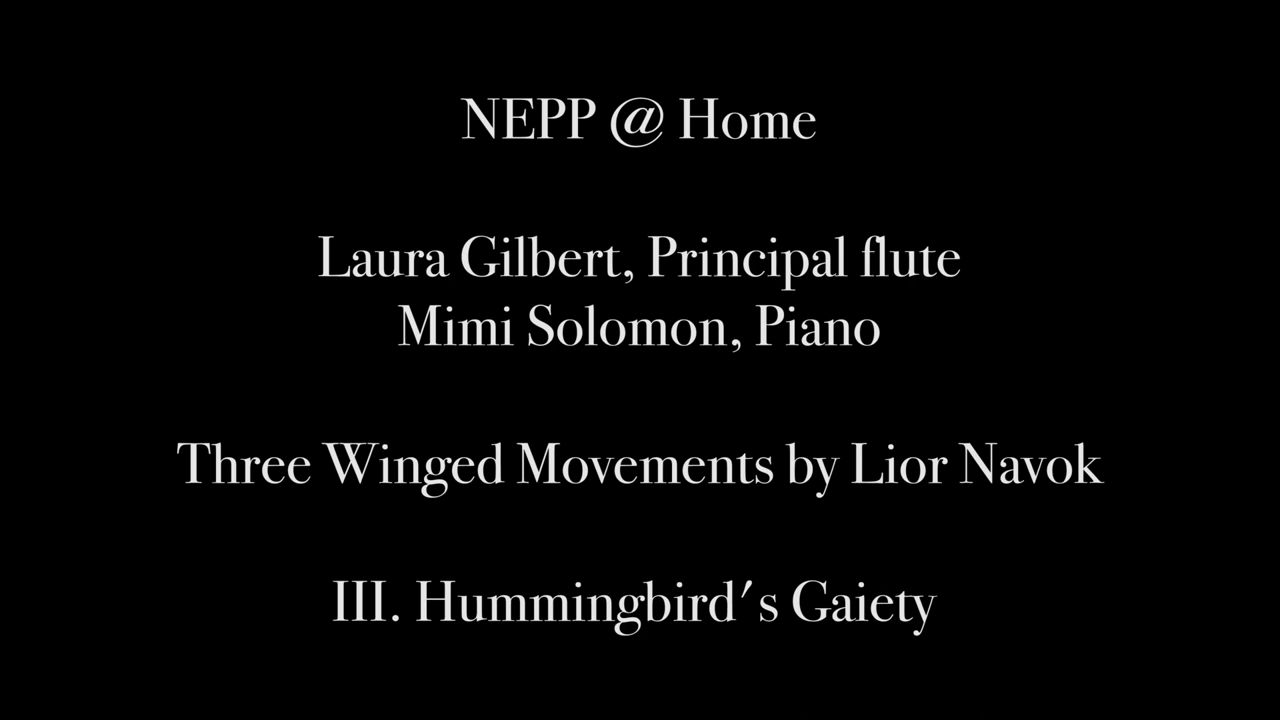 NEPP @ Home
Laura Gilbert, Principal flute
Mimi Solomon, Piano
Three Winged Movements by Lior Navok
III. Hummingbird's Gaiety